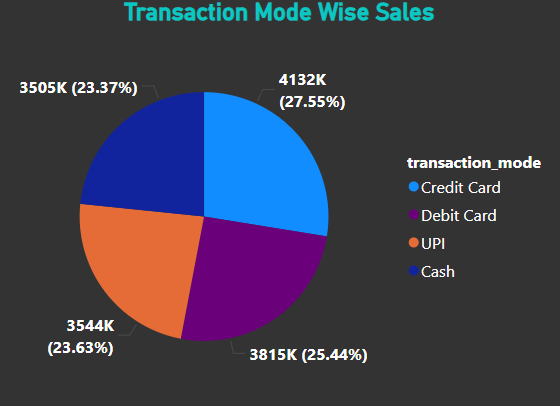 Transaction Mode Wise Sales
3505K (23.37%)
4132K
(27.55%)
transaction_mode
Credit Card
Debit Card
UPI
Cash
3544K
(23.63%)
3815K (25.44%)